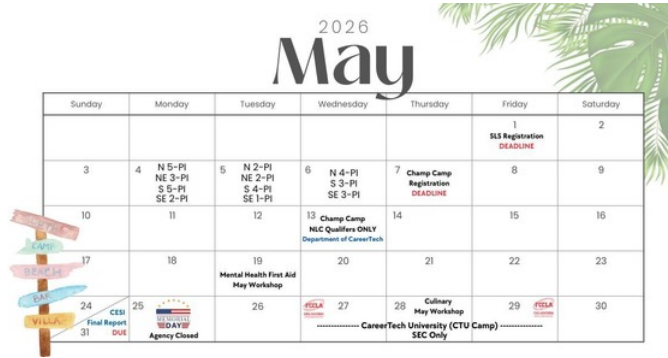 2026
May
Sunday Monday Tuesday Wednesday Thursday Friday Saturday
1 2
SLS Registration
DEADLINE
3 4 5 6 7 8 9
N 5-PI
NE 3-PI
S 5-PI
SE 2-PI
N 2-PI
NE 2-PI
S 4-PI
SE 1-PI
N 4-PI
S 3-PI
SE 3-PI
Champ Camp
Registration
DEADLINE
10 11 12 13 14 15 16
Champ Camp
NLC Qualifers ONLY
Department of CareerTech
17 18 19 20 21 22 23
Mental Health First Aid
May Workshop
24 25 26 27 28 29 30
CESI
Final Report
DUE
31
MEMORIAL
DAY
Agency Closed
FCCLA
Culinary
May Workshop
FCCLA
---------------- CareerTech University (CTU Camp) ----------------
SEC Only
CAMP
BEACH
BAR
VILLA